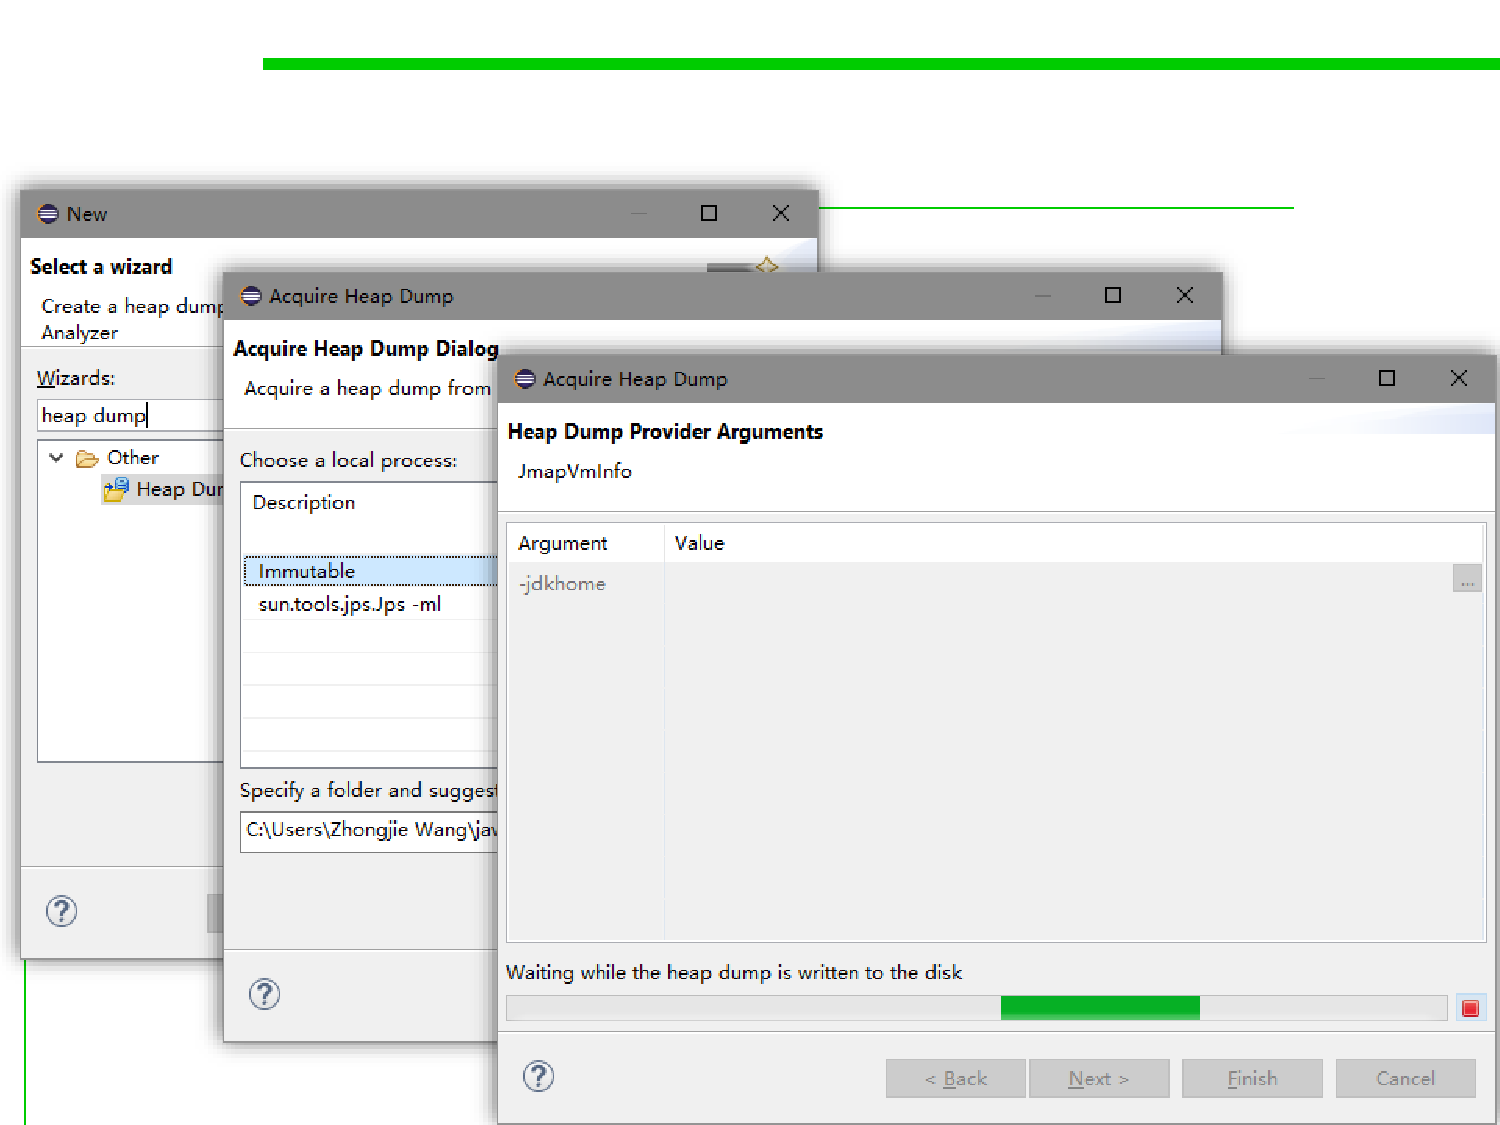 New
Select a wizard
Create a heap dump
Analyzer
Wizards:
heap dump
Other
Heap Dur
Acquire Heap Dump
Acquire Heap Dump Dialog
Acquire a heap dump from
Choose a local process:
Description
Immutable
sun.tools.jps.Jps -ml
Specify a folder and suggest
C:\Users\Zhongjie Wang\jav
Acquire Heap Dump
Heap Dump Provider Arguments
JmapVmInfo
Argument Value
-jdkhome ...
Waiting while the heap dump is written to the disk
< Back Next > Finish Cancel